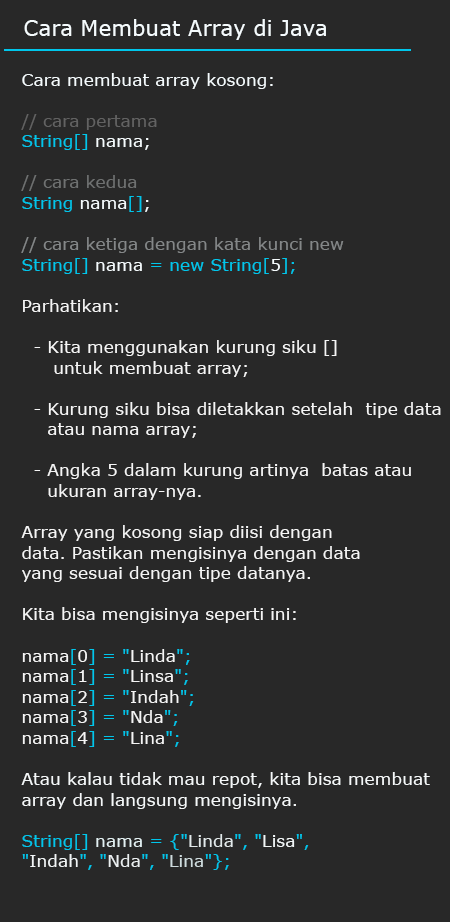 Cara Membuat Array di Java
Cara membuat array kosong:
// cara pertama
String[] nama;
// cara kedua
String nama[];
// cara ketiga dengan kata kunci new
String[] nama = new String[5];
Parhatikan:
- Kita menggunakan kurung siku []
untuk membuat array;
- Kurung siku bisa diletakkan setelah tipe data
atau nama array;
- Angka 5 dalam kurung artinya batas atau
ukuran array-nya.
Array yang kosong siap diisi dengan
data. Pastikan mengisinya dengan data
yang sesuai dengan tipe datanya.
Kita bisa mengisinya seperti ini:
nama[0] = "Linda";
nama[1] = "Linsa";
nama[2] = "Indah";
nama[3] = "Nda";
nama[4] = "Lina";
Atau kalau tidak mau repot, kita bisa membuat
array dan langsung mengisinya.
String[] nama = {"Linda", "Lisa",
"Indah", "Nda", "Lina"};